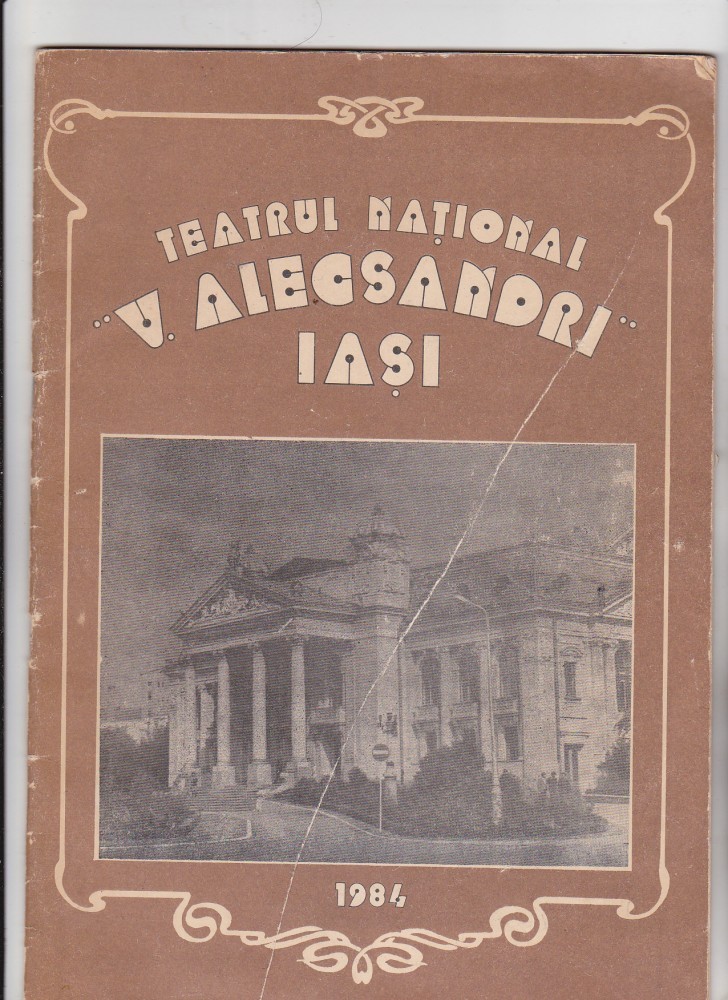 TEATRUL NAȚIONAL
"V. ALECSANDRI"
IAȘI
1984